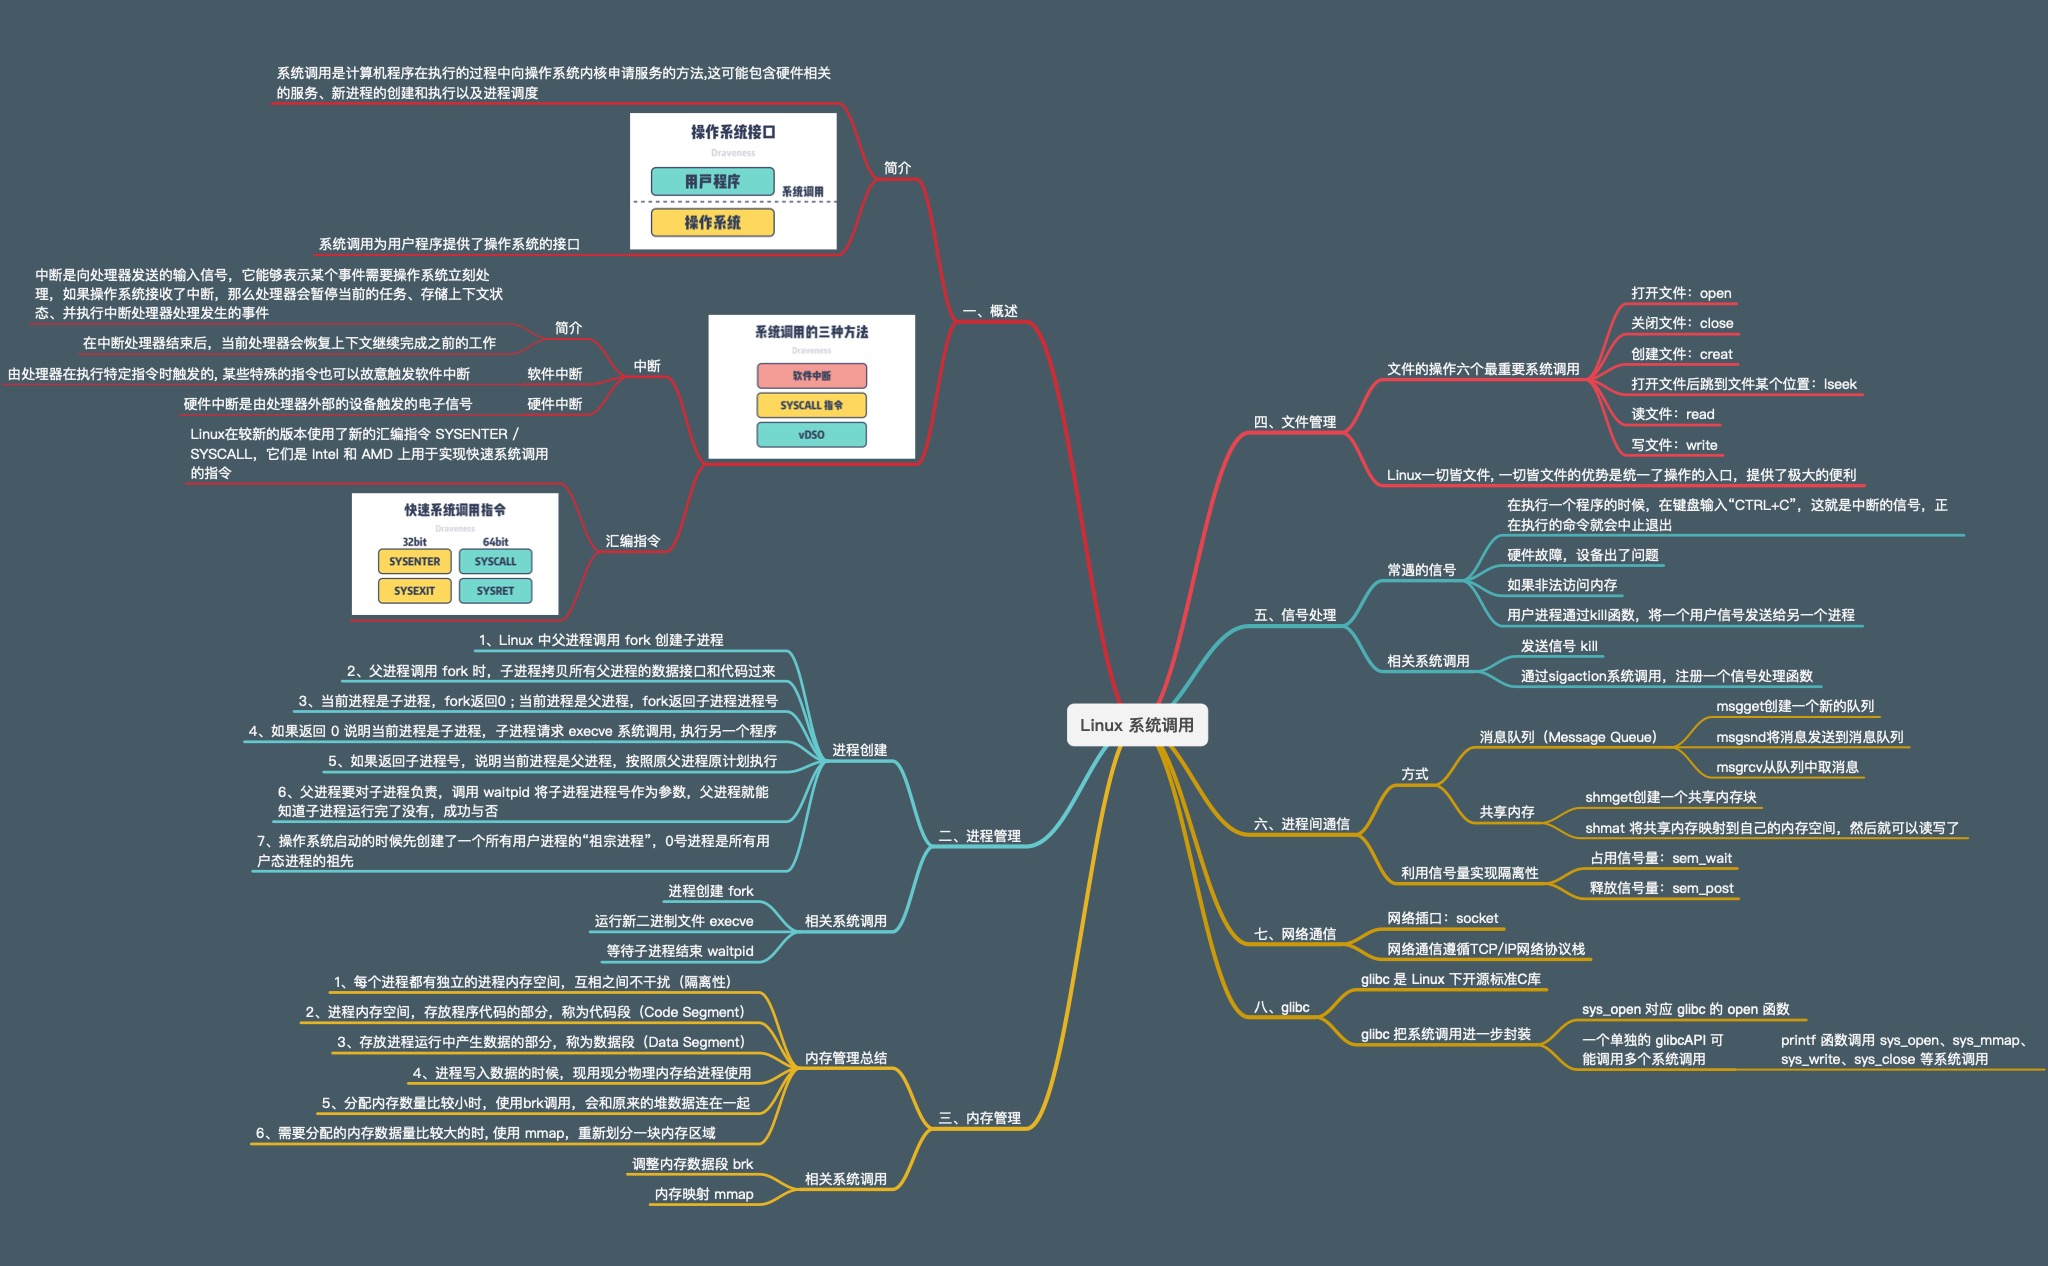 Linux 系统调用
一、概述
简介
系统调用是计算机程序在执行的过程中向操作系统内核申请服务的方法,这可能包含硬件相关
的服务、新进程的创建和执行以及进程调度
操作系统接口
Draveness
用户程序
系统调用
操作系统
系统调用为用户程序提供了操作系统的接口
系统调用的三种方法
Draveness
软件中断
SYSCALL 指令
vDSO
中断
简介
中断是向处理器发送的输入信号，它能够表示某个事件需要操作系统立刻处
理，如果操作系统接收了中断，那么处理器会暂停当前的任务、存储上下文状
态、并执行中断处理器处理发生的事件
在中断处理器结束后，当前处理器会恢复上下文继续完成之前的工作
软件中断
由处理器在执行特定指令时触发的, 某些特殊的指令也可以故意触发软件中断
硬件中断
硬件中断是由处理器外部的设备触发的电子信号
汇编指令
Linux在较新的版本使用了新的汇编指令 SYSENTER /
SYSCALL，它们是 Intel 和 AMD 上用于实现快速系统调用
的指令
快速系统调用指令
Draveness
32bit 64bit
SYSENTER SYSCALL
SYSEXIT SYSRET
二、进程管理
进程创建
1、Linux 中父进程调用 fork 创建子进程
2、父进程调用 fork 时，子进程拷贝所有父进程的数据接口和代码过来
3、当前进程是子进程，fork返回0 ; 当前进程是父进程，fork返回子进程进程号
4、如果返回 0 说明当前进程是子进程，子进程请求 execve 系统调用, 执行另一个程序
5、如果返回子进程号，说明当前进程是父进程，按照原父进程原计划执行
6、父进程要对子进程负责，调用 waitpid 将子进程进程号作为参数，父进程就能
知道子进程运行完了没有，成功与否
7、操作系统启动的时候先创建了一个所有用户进程的“祖宗进程”，0号进程是所有用
户态进程的祖先
相关系统调用
进程创建 fork
运行新二进制文件 execve
等待子进程结束 waitpid
三、内存管理
内存管理总结
1、每个进程都有独立的进程内存空间，互相之间不干扰（隔离性）
2、进程内存空间，存放程序代码的部分，称为代码段（Code Segment）
3、存放进程运行中产生数据的部分，称为数据段（Data Segment）
4、进程写入数据的时候，现用现分物理内存给进程使用
5、分配内存数量比较小时，使用brk调用，会和原来的堆数据连在一起
6、需要分配的内存数据量比较大的时, 使用 mmap，重新划分一块内存区域
相关系统调用
调整内存数据段 brk
内存映射 mmap
四、文件管理
文件的操作六个最重要系统调用
打开文件：open
关闭文件：close
创建文件：creat
打开文件后跳到文件某个位置：lseek
读文件：read
写文件：write
Linux一切皆文件, 一切皆文件的优势是统一了操作的入口，提供了极大的便利
五、信号处理
常遇的信号
在执行一个程序的时候，在键盘输入“CTRL+C”，这就是中断的信号，正
在执行的命令就会中止退出
硬件故障，设备出了问题
如果非法访问内存
用户进程通过kill函数，将一个用户信号发送给另一个进程
相关系统调用
发送信号 kill
通过sigaction系统调用，注册一个信号处理函数
六、进程间通信
方式
消息队列（Message Queue）
msgget创建一个新的队列
msgsnd将消息发送到消息队列
msgrcv从队列中取消息
共享内存
shmget创建一个共享内存块
shmat 将共享内存映射到自己的内存空间，然后就可以读写了
利用信号量实现隔离性
占用信号量：sem_wait
释放信号量：sem_post
七、网络通信
网络插口：socket
网络通信遵循TCP/IP网络协议栈
八、glibc
glibc 是 Linux 下开源标准C库
glibc 把系统调用进一步封装
sys_open 对应 glibc 的 open 函数
一个单独的 glibcAPI 可
能调用多个系统调用
printf 函数调用 sys_open、sys_mmap、
sys_write、sys_close 等系统调用